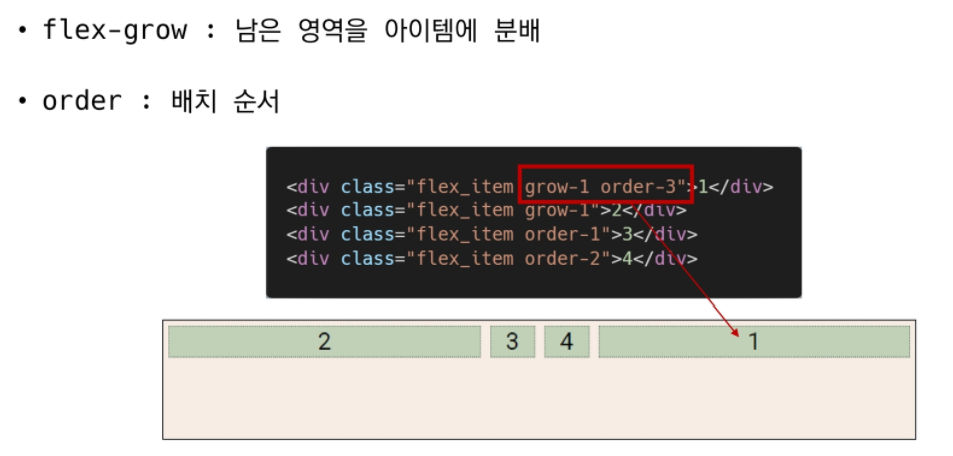 • flex-grow : 남은 영역을 아이템에 분배
• order : 배치 순서
<div class="flex_item grow-1 order-3">1</div>
<div class="flex_item grow-1">2</div>
<div class="flex_item order-1">3</div>
<div class="flex_item order-2">4</div>
2 3 4 1